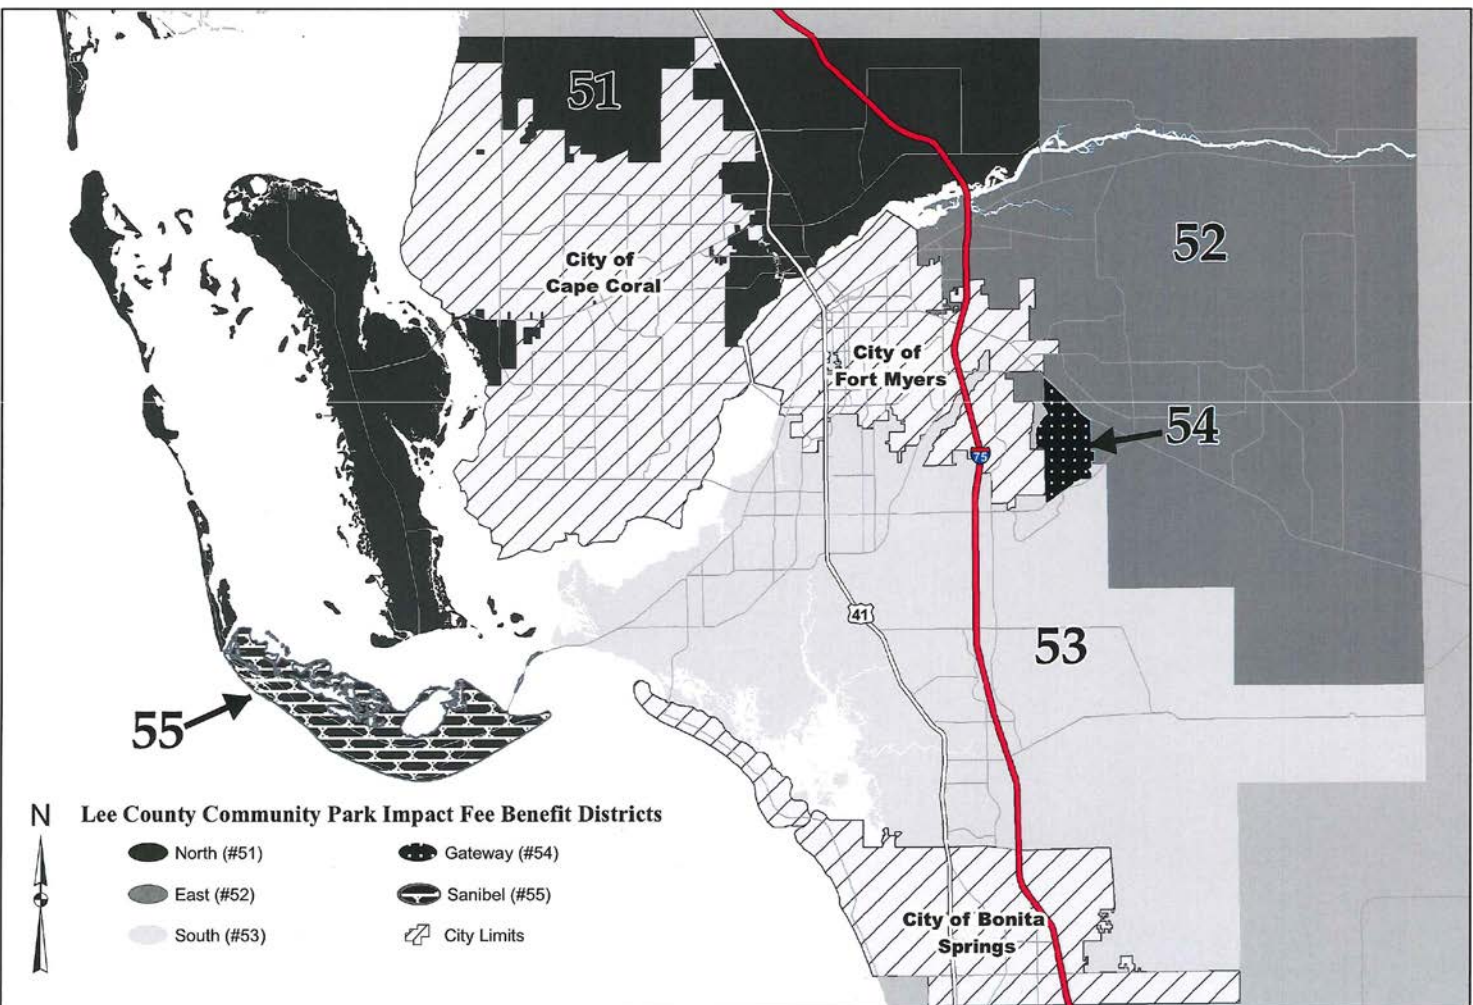 51
52
City of
Cape Coral
City of
Fort Myers
54
75
41
53
55
N
Lee County Community Park Impact Fee Benefit Districts
North (#51)
Gateway (#54)
East (#52)
Sanibel (#55)
South (#53)
City Limits
City of Bonita
Springs